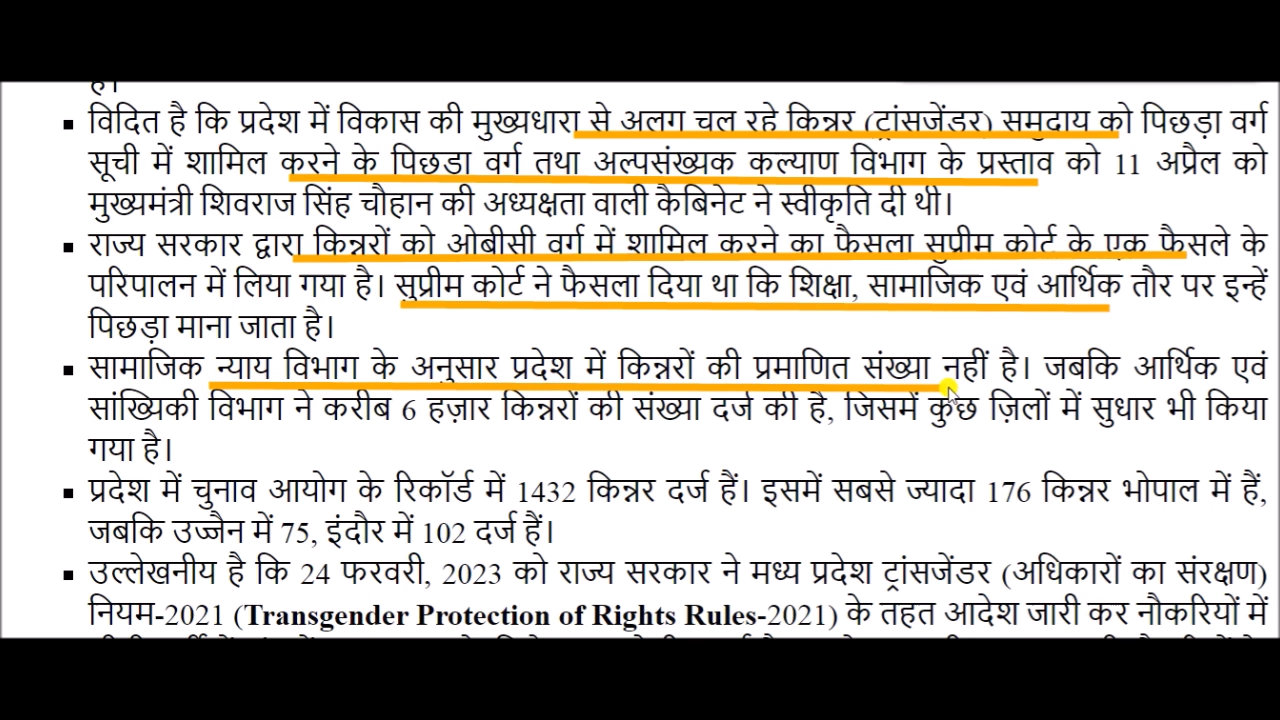 है।
▪ विदित है कि प्रदेश में विकास की मुख्यधारा से अलग चल रहे किन्नर (ट्रांसजेंडर) समुदाय को पिछड़ा वर्ग
सूची में शामिल करने के पिछड़ा वर्ग तथा अल्पसंख्यक कल्याण विभाग के प्रस्ताव को 11 अप्रैल को
मुख्यमंत्री शिवराज सिंह चौहान की अध्यक्षता वाली कैबिनेट ने स्वीकृति दी थी।
▪ राज्य सरकार द्वारा किन्नरों को ओबीसी वर्ग में शामिल करने का फैसला सुप्रीम कोर्ट के एक फैसले के
परिपालन में लिया गया है। सुप्रीम कोर्ट ने फैसला दिया था कि शिक्षा, सामाजिक एवं आर्थिक तौर पर इन्हें
पिछड़ा माना जाता है।
▪ सामाजिक न्याय विभाग के अनुसार प्रदेश में किन्नरों की प्रमाणित संख्या नहीं है। जबकि आर्थिक एवं
सांख्यिकी विभाग ने करीब 6 हज़ार किन्नरों की संख्या दर्ज की है, जिसमें कुछ ज़िलों में सुधार भी किया
गया है।
▪ प्रदेश में चुनाव आयोग के रिकॉर्ड में 1432 किन्नर दर्ज हैं। इसमें सबसे ज्यादा 176 किन्नर भोपाल में हैं,
जबकि उज्जैन में 75, इंदौर में 102 दर्ज हैं।
▪ उल्लेखनीय है कि 24 फरवरी, 2023 को राज्य सरकार ने मध्य प्रदेश ट्रांसजेंडर (अधिकारों का संरक्षण)
नियम-2021 (Transgender Protection of Rights Rules-2021) के तहत आदेश जारी कर नौकरियों में